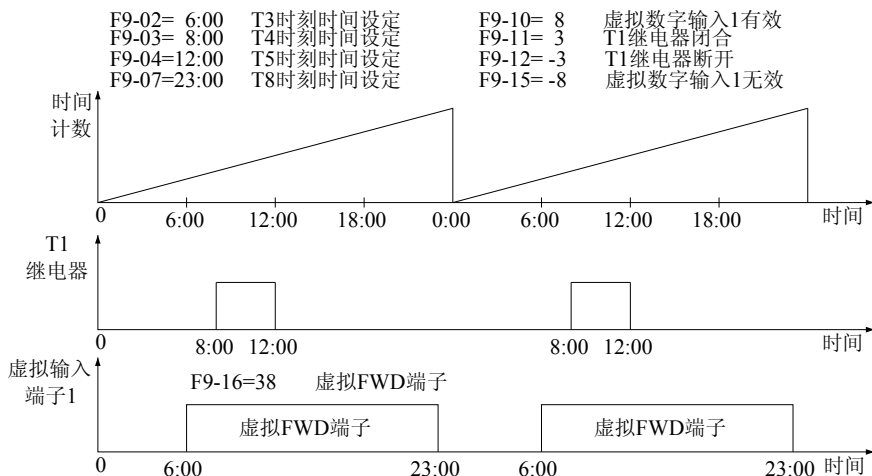 F9-02= 6:00 T3时刻时间设定 F9-10= 8 虚拟数字输入1有效
F9-03= 8:00 T4时刻时间设定 F9-11= 3 T1继电器闭合
F9-04=12:00 T5时刻时间设定 F9-12= -3 T1继电器断开
F9-07=23:00 T8时刻时间设定 F9-15= -8 虚拟数字输入1无效
时间
计数
0 6:00 12:00 18:00 0:00 6:00 12:00 18:00 时间
T1
继电器
0 8:00 12:00 8:00 12:00 时间
虚拟输入
端子1
F9-16=38 虚拟FWD端子
虚拟FWD端子 虚拟FWD端子
0 6:00 23:00 6:00 23:00 时间